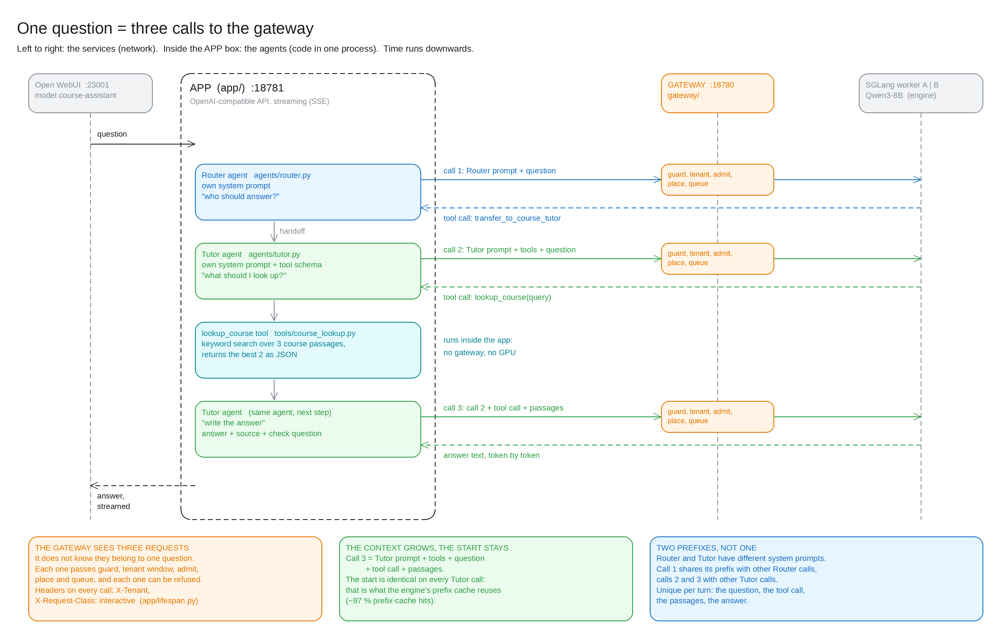 One question = three calls to the gateway
Left to right: the services (network).  Inside the APP box: the agents (code in one process).  Time runs downwards.
Open WebUI  :23001
model course-assistant
APP  (app/)  :18781
OpenAI-compatible API, streaming (SSE)
GATEWAY  :18780
gateway/
SGLang worker A | B
Qwen3-8B  (engine)
question
Router agent   agents/router.py
own system prompt
"who should answer?"
call 1: Router prompt + question
guard, tenant, admit,
place, queue
tool call: transfer_to_course_tutor
handoff
Tutor agent   agents/tutor.py
own system prompt + tool schema
"what should I look up?"
call 2: Tutor prompt + tools + question
guard, tenant, admit,
place, queue
tool call: lookup_course(query)
lookup_course tool   tools/course_lookup.py
keyword search over 3 course passages,
returns the best 2 as JSON
runs inside the app:
no gateway, no GPU
Tutor agent   (same agent, next step)
"write the answer"
answer + source + check question
call 3: call 2 + tool call + passages
guard, tenant, admit,
place, queue
answer text, token by token
answer,
streamed
THE GATEWAY SEES THREE REQUESTS
It does not know they belong to one question.
Each one passes guard, tenant window, admit,
place and queue, and each one can be refused.
Headers on every call: X-Tenant,
X-Request-Class: interactive  (app/lifespan.py)
THE CONTEXT GROWS, THE START STAYS
Call 3 = Tutor prompt + tools + question
+ tool call + passages.
The start is identical on every Tutor call:
that is what the engine's prefix cache reuses
(~97 % prefix-cache hits).
TWO PREFIXES, NOT ONE
Router and Tutor have different system prompts.
Call 1 shares its prefix with other Router calls,
calls 2 and 3 with other Tutor calls.
Unique per turn: the question, the tool call,
the passages, the answer.